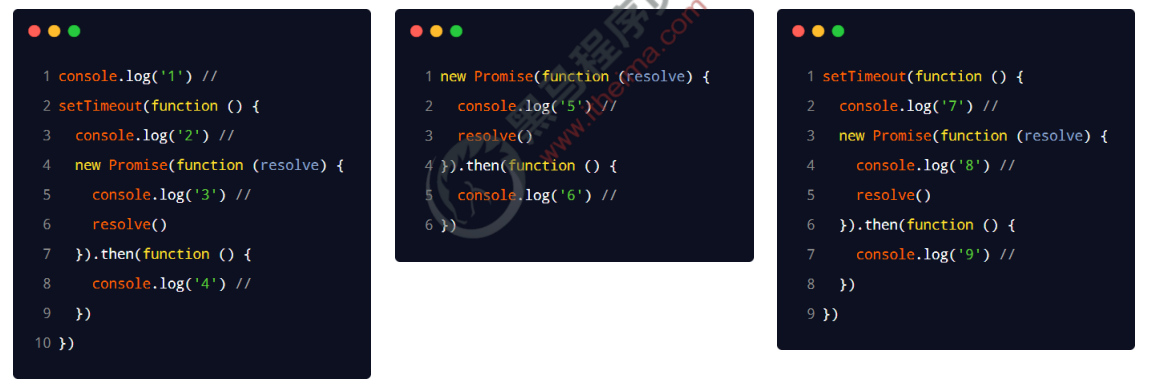 1 console.log('1') //
2 setTimeout(function () {
3 console.log('2') //
4 new Promise(function (resolve) {
5 console.log('3') //
6 resolve()
7 }).then(function () {
8 console.log('4') //
9 })
10 })
1 new Promise(function (resolve) {
2 console.log('5') //
3 resolve()
4 }).then(function () {
5 console.log('6') //
6 })
1 setTimeout(function () {
2 console.log('7') //
3 new Promise(function (resolve) {
4 console.log('8') //
5 resolve()
6 }).then(function () {
7 console.log('9') //
8 })
9 })
黑马程序
www.itheima.com